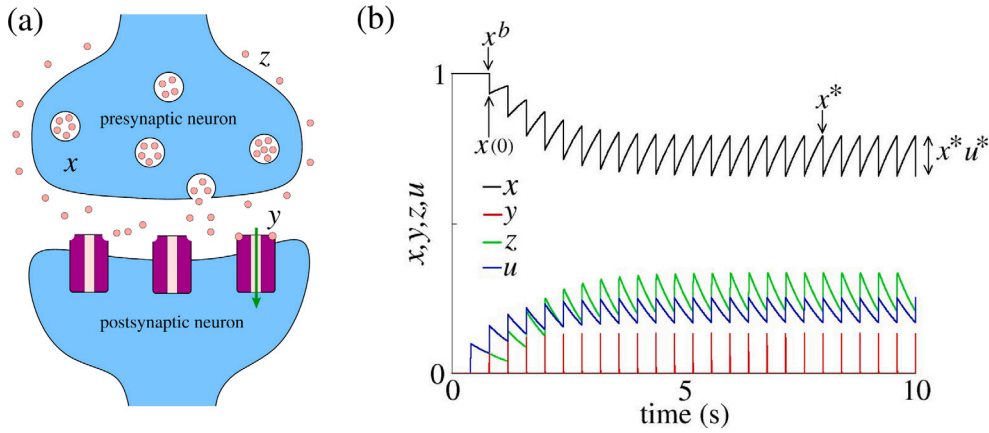 (a)
z
presynaptic neuron
x
y
postsynaptic neuron
(b)
x^b
1
x*
x(0)
x*u*
x,y,z,u
x
y
z
u
0
0
5
10
time (s)